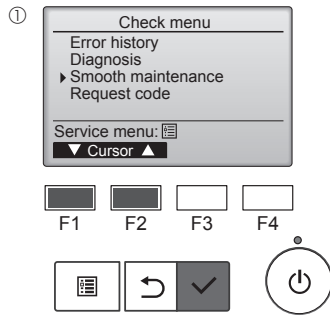 ①
Check menu
Error history
Diagnosis
Smooth maintenance
Request code
Service menu:
▼ Cursor ▲
F1 F2 F3 F4